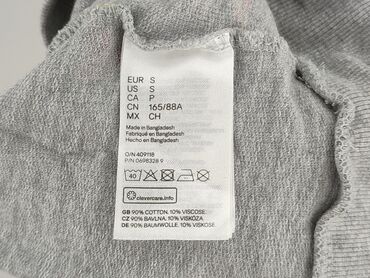 EUR S
US S
CA P
CN 165/88A
MX CH
Made in Bangladesh
Fabriqué en Bangladesh
Hecho en Bangladesh
O/N 409118
P/N 0698328 9
40
clevercare.info
GB 90% COTTON, 10% VISCOSE
CZ 90% BAVLNA, 10% VISKÓZA
DE 90% BAUMWOLLE, 10% VISKOSE